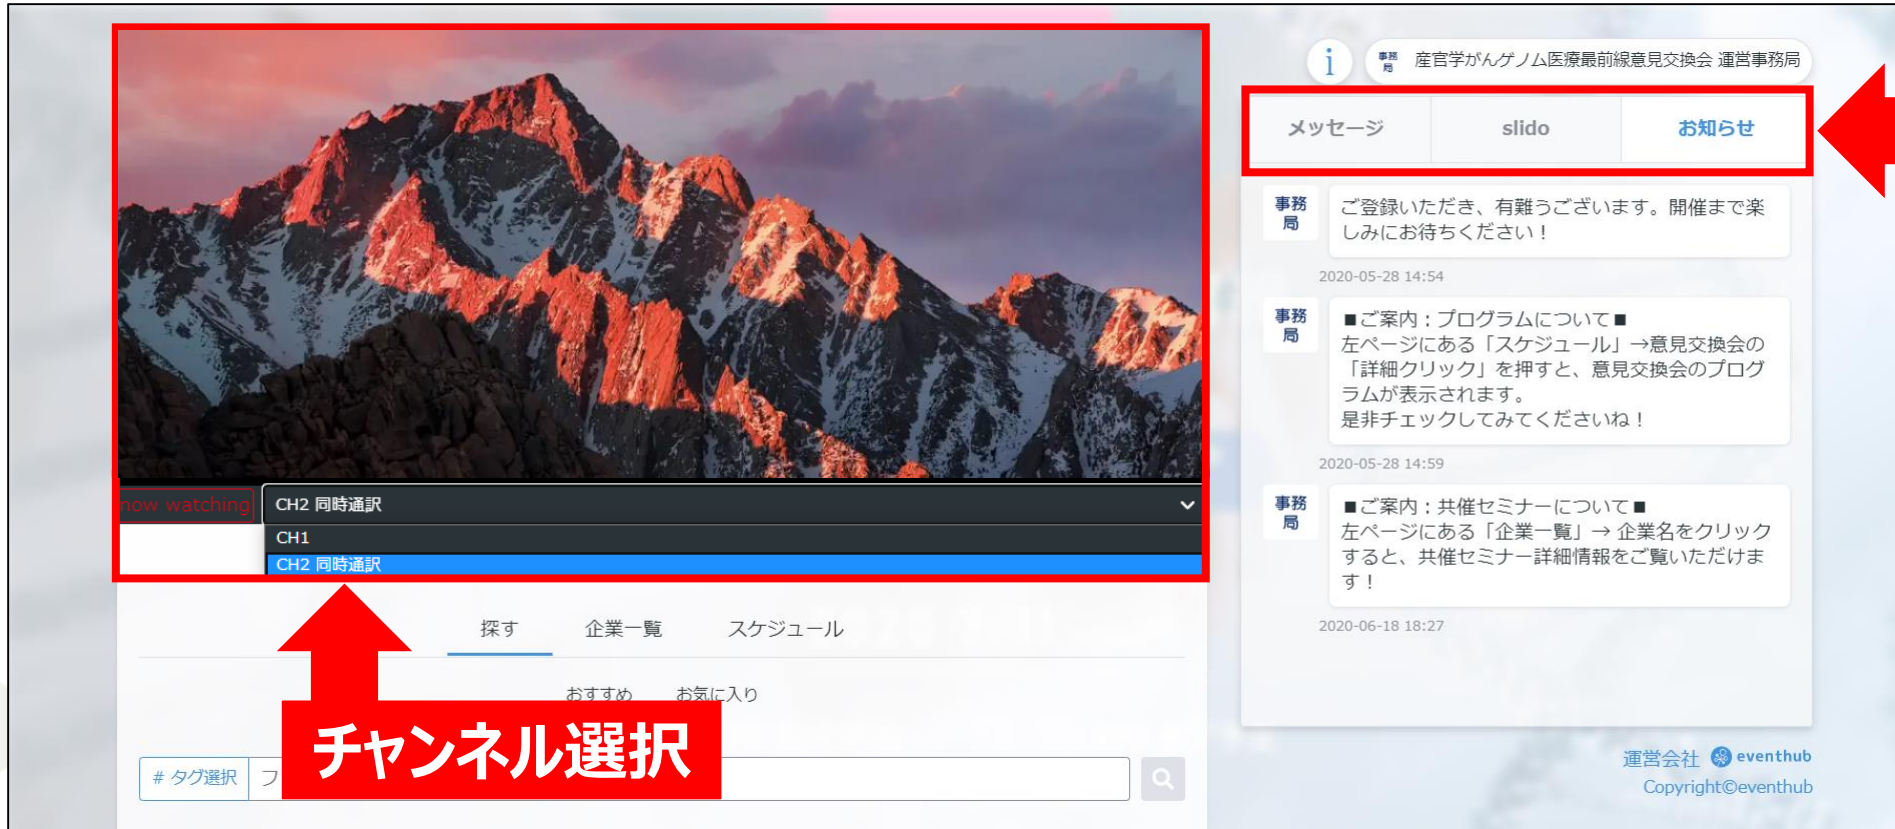 now watching
CH2 同時通訳
CH1
CH2 同時通訳
探す 企業一覧 スケジュール
おすすめ お気に入り
チャンネル選択
# タグ選択 フ
i
事務局 産官学がんゲノム医療最前線意見交換会 運営事務局
メッセージ slido お知らせ
事務局
ご登録いただき、有難うございます。開催まで楽
しみにお待ちください！
2020-05-28 14:54
事務局
■ご案内：プログラムについて■
左ページにある「スケジュール」→意見交換会の
「詳細クリック」を押すと、意見交換会のプログ
ラムが表示されます。
是非チェックしてみてくださいね！
2020-05-28 14:59
事務局
■ご案内：共催セミナーについて■
左ページにある「企業一覧」→ 企業名をクリック
すると、共催セミナー詳細情報をご覧いただけま
す！
2020-06-18 18:27
運営会社 eventhub
Copyright©eventhub